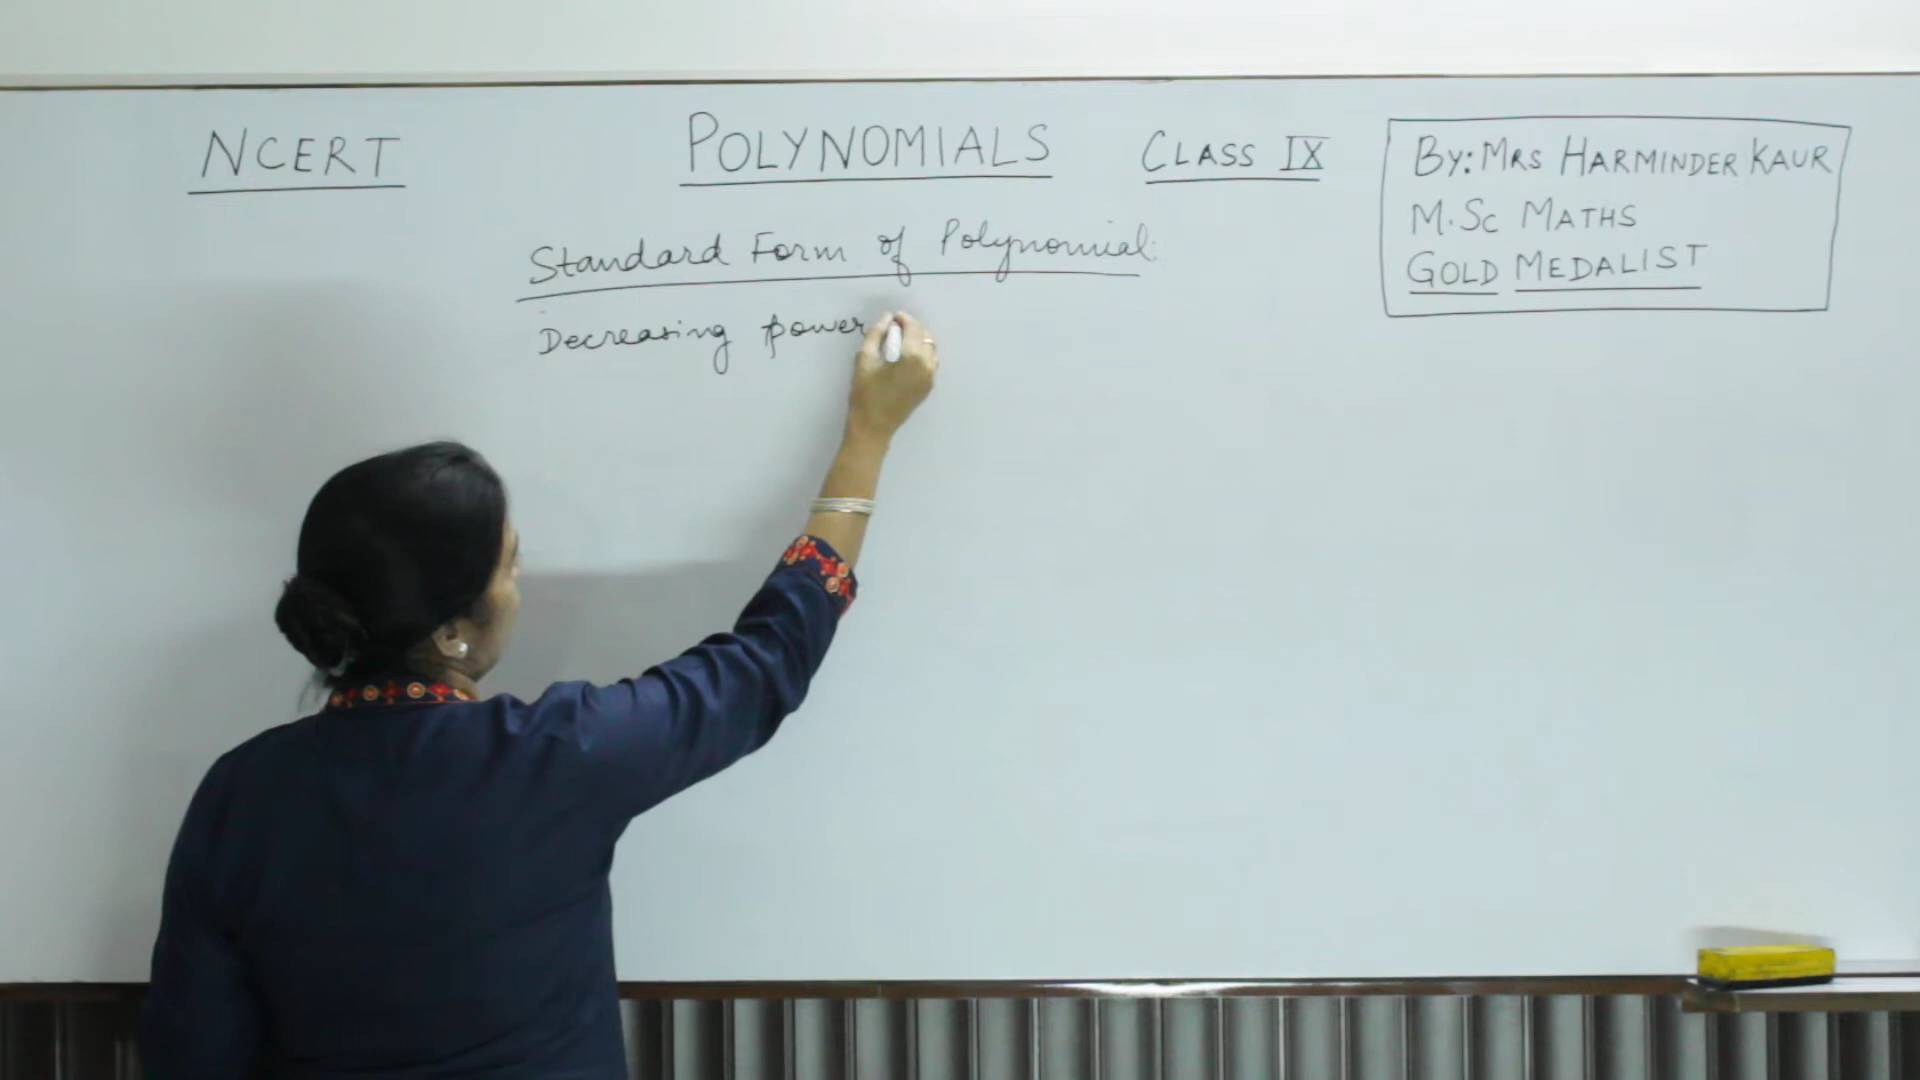 NCERT POLYNOMIALS CLASS IX
BY: MRS HARMINDER KAUR
M.Sc MATHS
GOLD MEDALIST
Standard Form of Polynomial:
Decreasing power